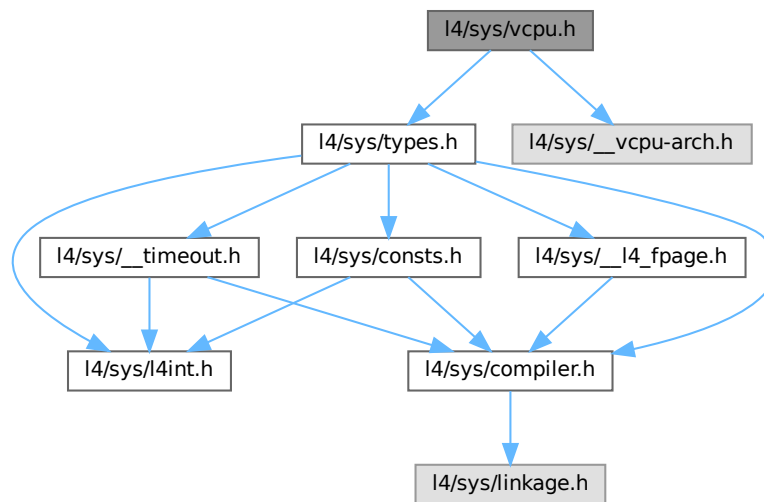 l4/sys/vcpu.h
l4/sys/types.h
l4/sys/__vcpu-arch.h
l4/sys/__timeout.h
l4/sys/consts.h
l4/sys/__l4_fpage.h
l4/sys/l4int.h
l4/sys/compiler.h
l4/sys/linkage.h